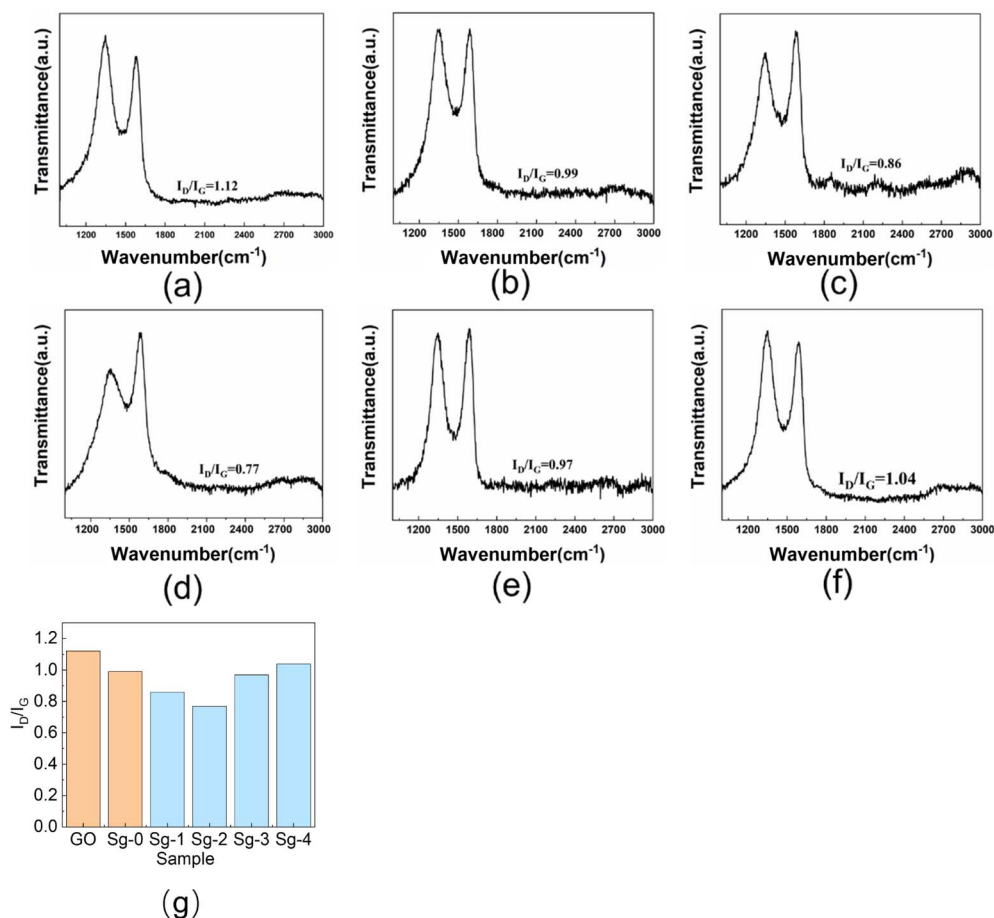 Transmittance(a.u.)
I_D/I_G=1.12
1200 1500 1800 2100 2400 2700 3000
Wavenumber(cm⁻¹)
(a)
Transmittance(a.u.)
I_D/I_G=0.99
1200 1500 1800 2100 2400 2700 3000
Wavenumber(cm⁻¹)
(b)
Transmittance(a.u.)
I_D/I_G=0.86
1200 1500 1800 2100 2400 2700 3000
Wavenumber(cm⁻¹)
(c)
Transmittance(a.u.)
I_D/I_G=0.77
1200 1500 1800 2100 2400 2700 3000
Wavenumber(cm⁻¹)
(d)
Transmittance(a.u.)
I_D/I_G=0.97
1200 1500 1800 2100 2400 2700 3000
Wavenumber(cm⁻¹)
(e)
Transmittance(a.u.)
I_D/I_G=1.04
1200 1500 1800 2100 2400 2700 3000
Wavenumber(cm⁻¹)
(f)
I_D/I_G
1.2
1.0
0.8
0.6
0.4
0.2
0.0
GO Sg-0 Sg-1 Sg-2 Sg-3 Sg-4
Sample
(g)